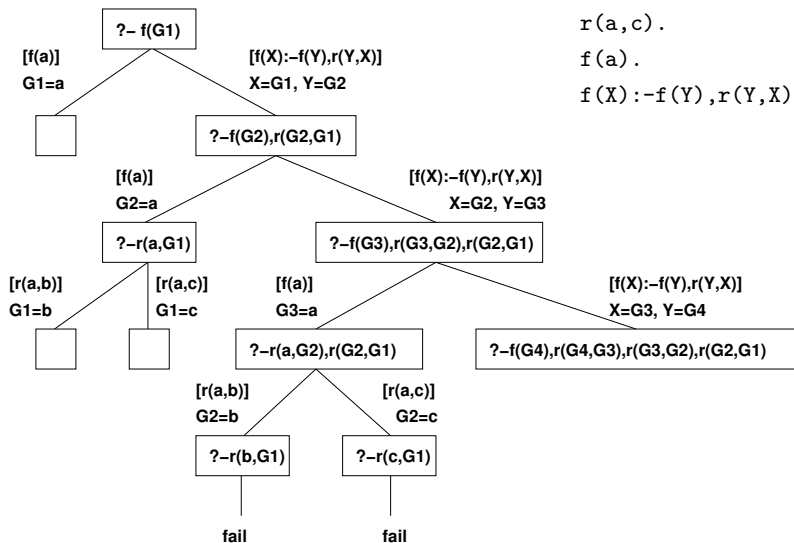 ?– f(G1)
r(a,c).
f(a).
f(X):-f(Y),r(Y,X)
[f(a)]
G1=a
[f(X):–f(Y),r(Y,X)]
X=G1, Y=G2
?–f(G2),r(G2,G1)
[f(a)]
G2=a
[f(X):–f(Y),r(Y,X)]
X=G2, Y=G3
?–r(a,G1)
?–f(G3),r(G3,G2),r(G2,G1)
[r(a,b)]
G1=b
[r(a,c)]
G1=c
[f(a)]
G3=a
[f(X):–f(Y),r(Y,X)]
X=G3, Y=G4
?–r(a,G2),r(G2,G1)
?–f(G4),r(G4,G3),r(G3,G2),r(G2,G1)
[r(a,b)]
G2=b
[r(a,c)]
G2=c
?–r(b,G1)
?–r(c,G1)
fail
fail